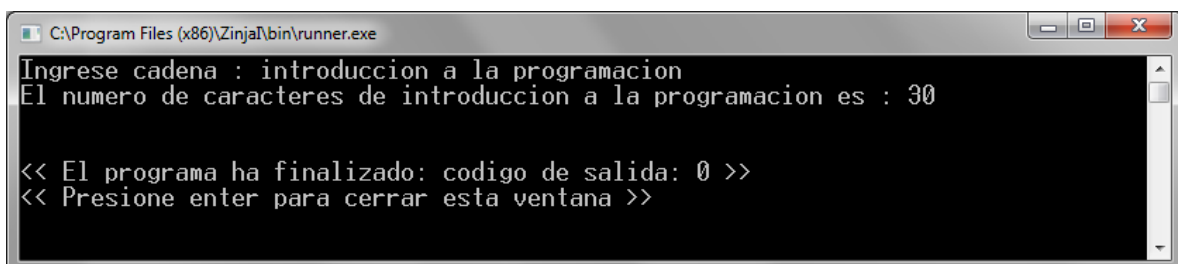 C:\Program Files (x86)\ZinjaI\bin\runner.exe
Ingrese cadena : introduccion a la programacion
El numero de caracteres de introduccion a la programacion es : 30
<< El programa ha finalizado: codigo de salida: 0 >>
<< Presione enter para cerrar esta ventana >>